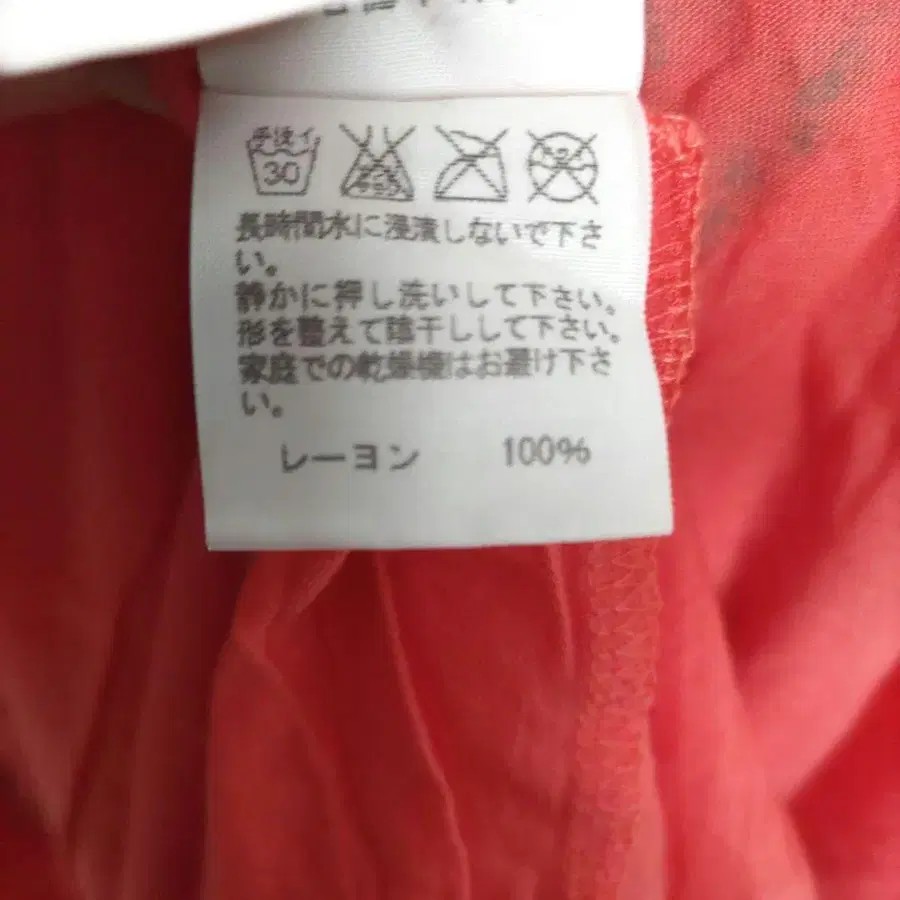 手洗イ
30
長時間水に浸漬しないで下さ
い。
静かに押し洗いして下さい。
形を整えて陰干しして下さい。
家庭での乾燥機はお避け下さ
い。
レーヨン 100%